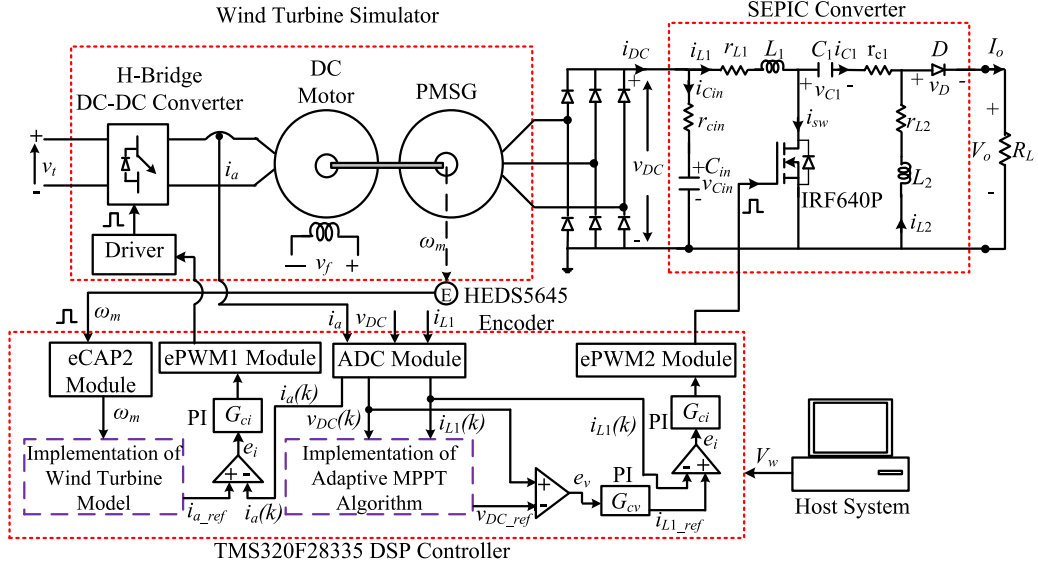 Wind Turbine Simulator
SEPIC Converter
H-Bridge
DC-DC Converter
DC
Motor
PMSG
i_DC
i_L1
r_L1
L_1
C_1
i_C1
r_c1
D
I_o
+
i_Cin
+
v_C1
-
+
v_D
-
-
+
v_t
-
i_a
r_cin
v_DC
+
C_in
v_Cin
-
i_sw
r_L2
+
V_o
R_L
-
IRF640P
L_2
i_L2
Driver
— v_f +
ω_m
-
E
HEDS5645
Encoder
ω_m
i_a
v_DC
i_L1
eCAP2
Module
ePWM1 Module
ADC Module
ePWM2 Module
i_a(k)
PI
G_ci
v_DC(k)
i_L1(k)
i_L1(k)
PI
G_ci
ω_m
e_i
e_i
Implementation of
Wind Turbine
Model
+ -
Implementation of
Adaptive MPPT
Algorithm
+
-
e_v
PI
G_cv
- +
V_w
i_a_ref
i_a(k)
v_DC_ref
i_L1_ref
Host System
TMS320F28335 DSP Controller